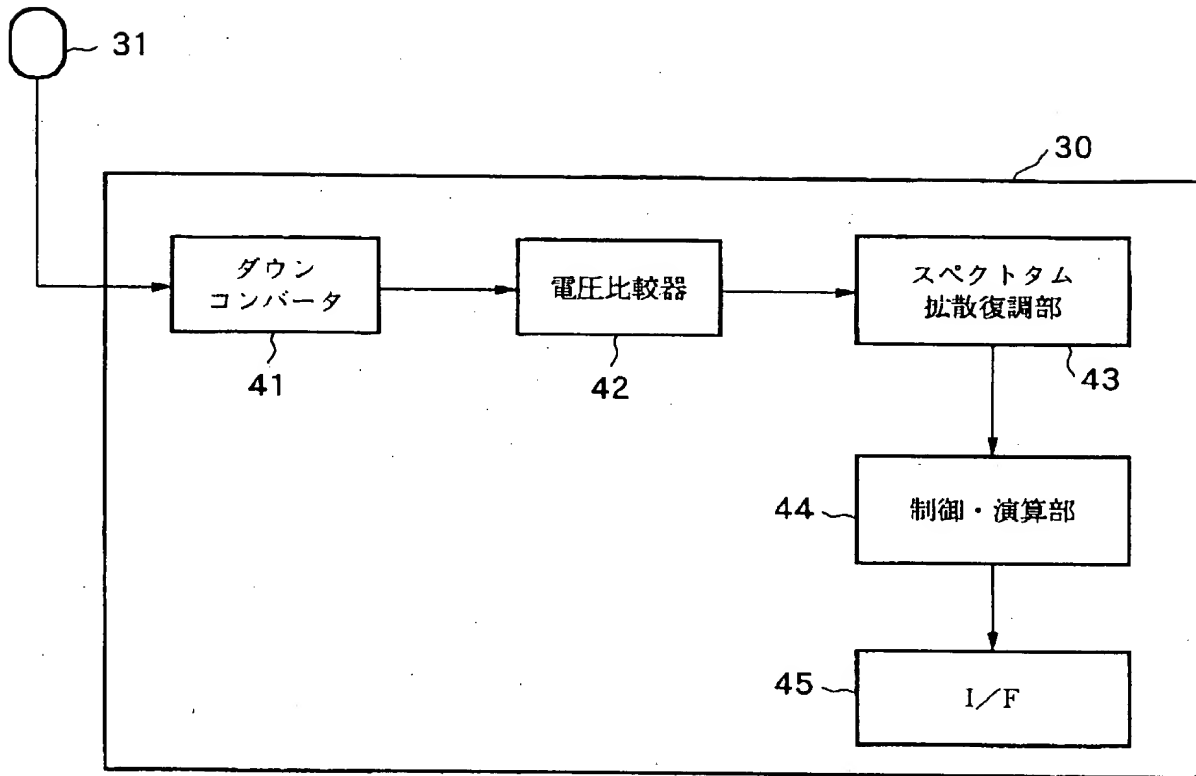 31
30
ダウン
コンバータ
41
電圧比較器
42
スペクトタム
拡散復調部
43
44
制御・演算部
45
I/F